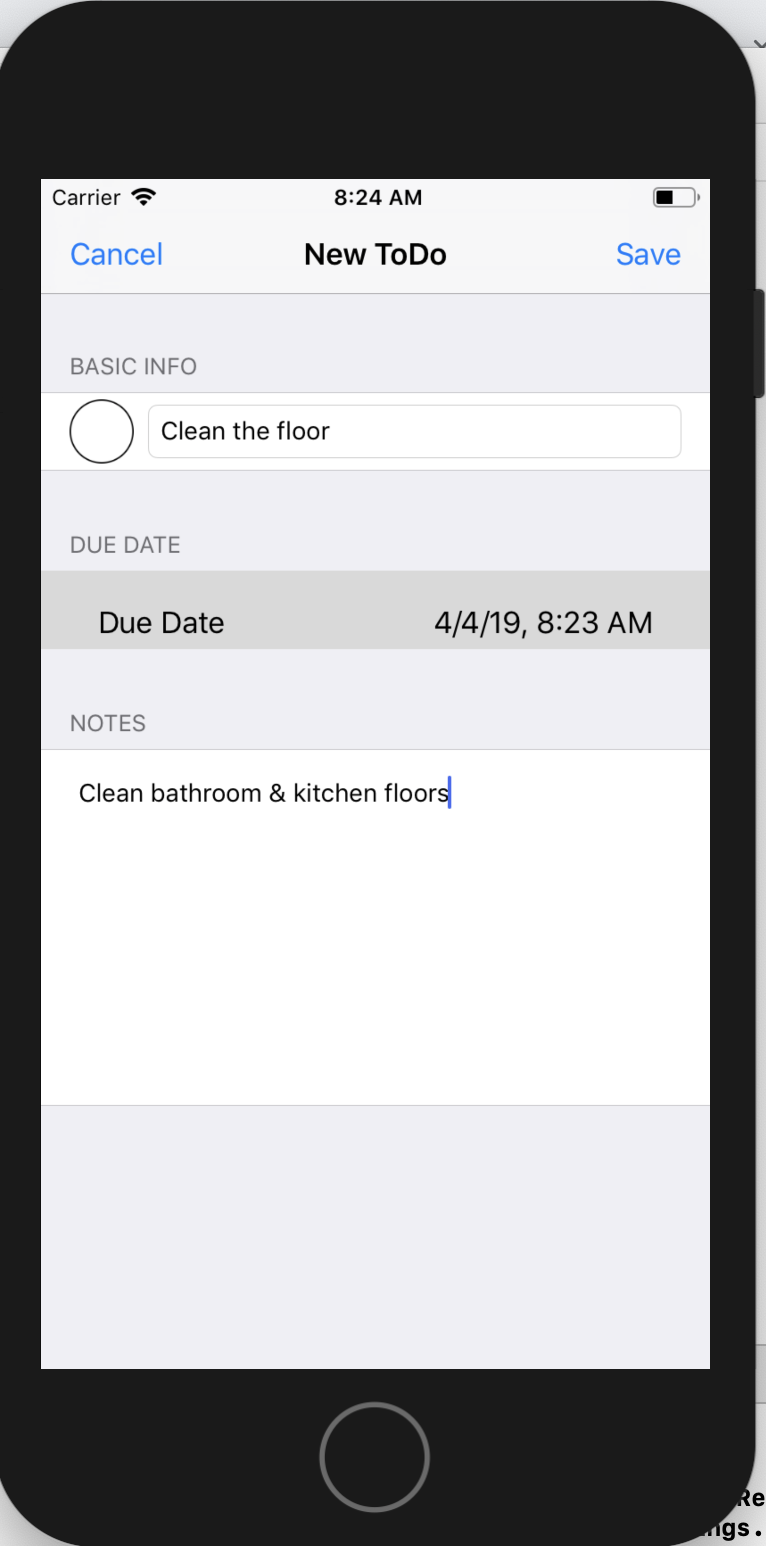 Carrier 8:24 AM
Cancel New ToDo Save
BASIC INFO
Clean the floor
DUE DATE
Due Date 4/4/19, 8:23 AM
NOTES
Clean bathroom & kitchen floors
Re
ngs.